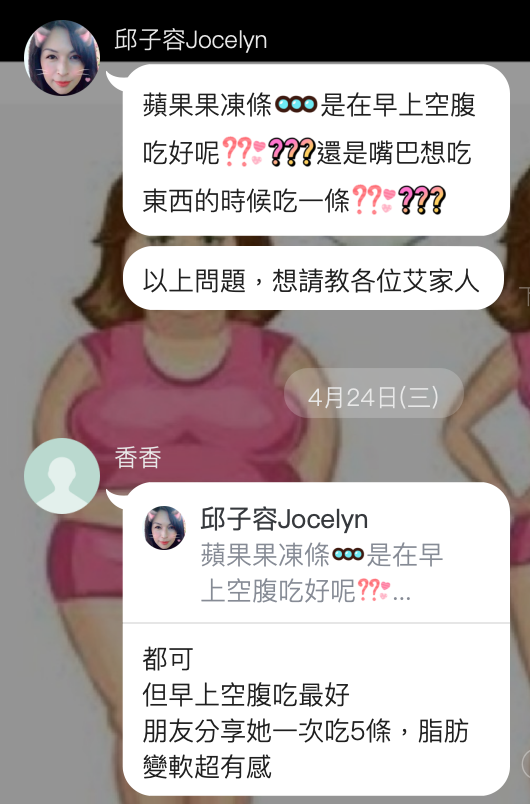 邱子容Jocelyn
蘋果果凍條是在早上空腹
吃好呢?????還是嘴巴想吃
東西的時候吃一條?????
以上問題，想請教各位艾家人
4月24日(三)
香香
邱子容Jocelyn
蘋果果凍條是在早
上空腹吃好呢??...
都可
但早上空腹吃最好
朋友分享她一次吃5條，脂肪
變軟超有感